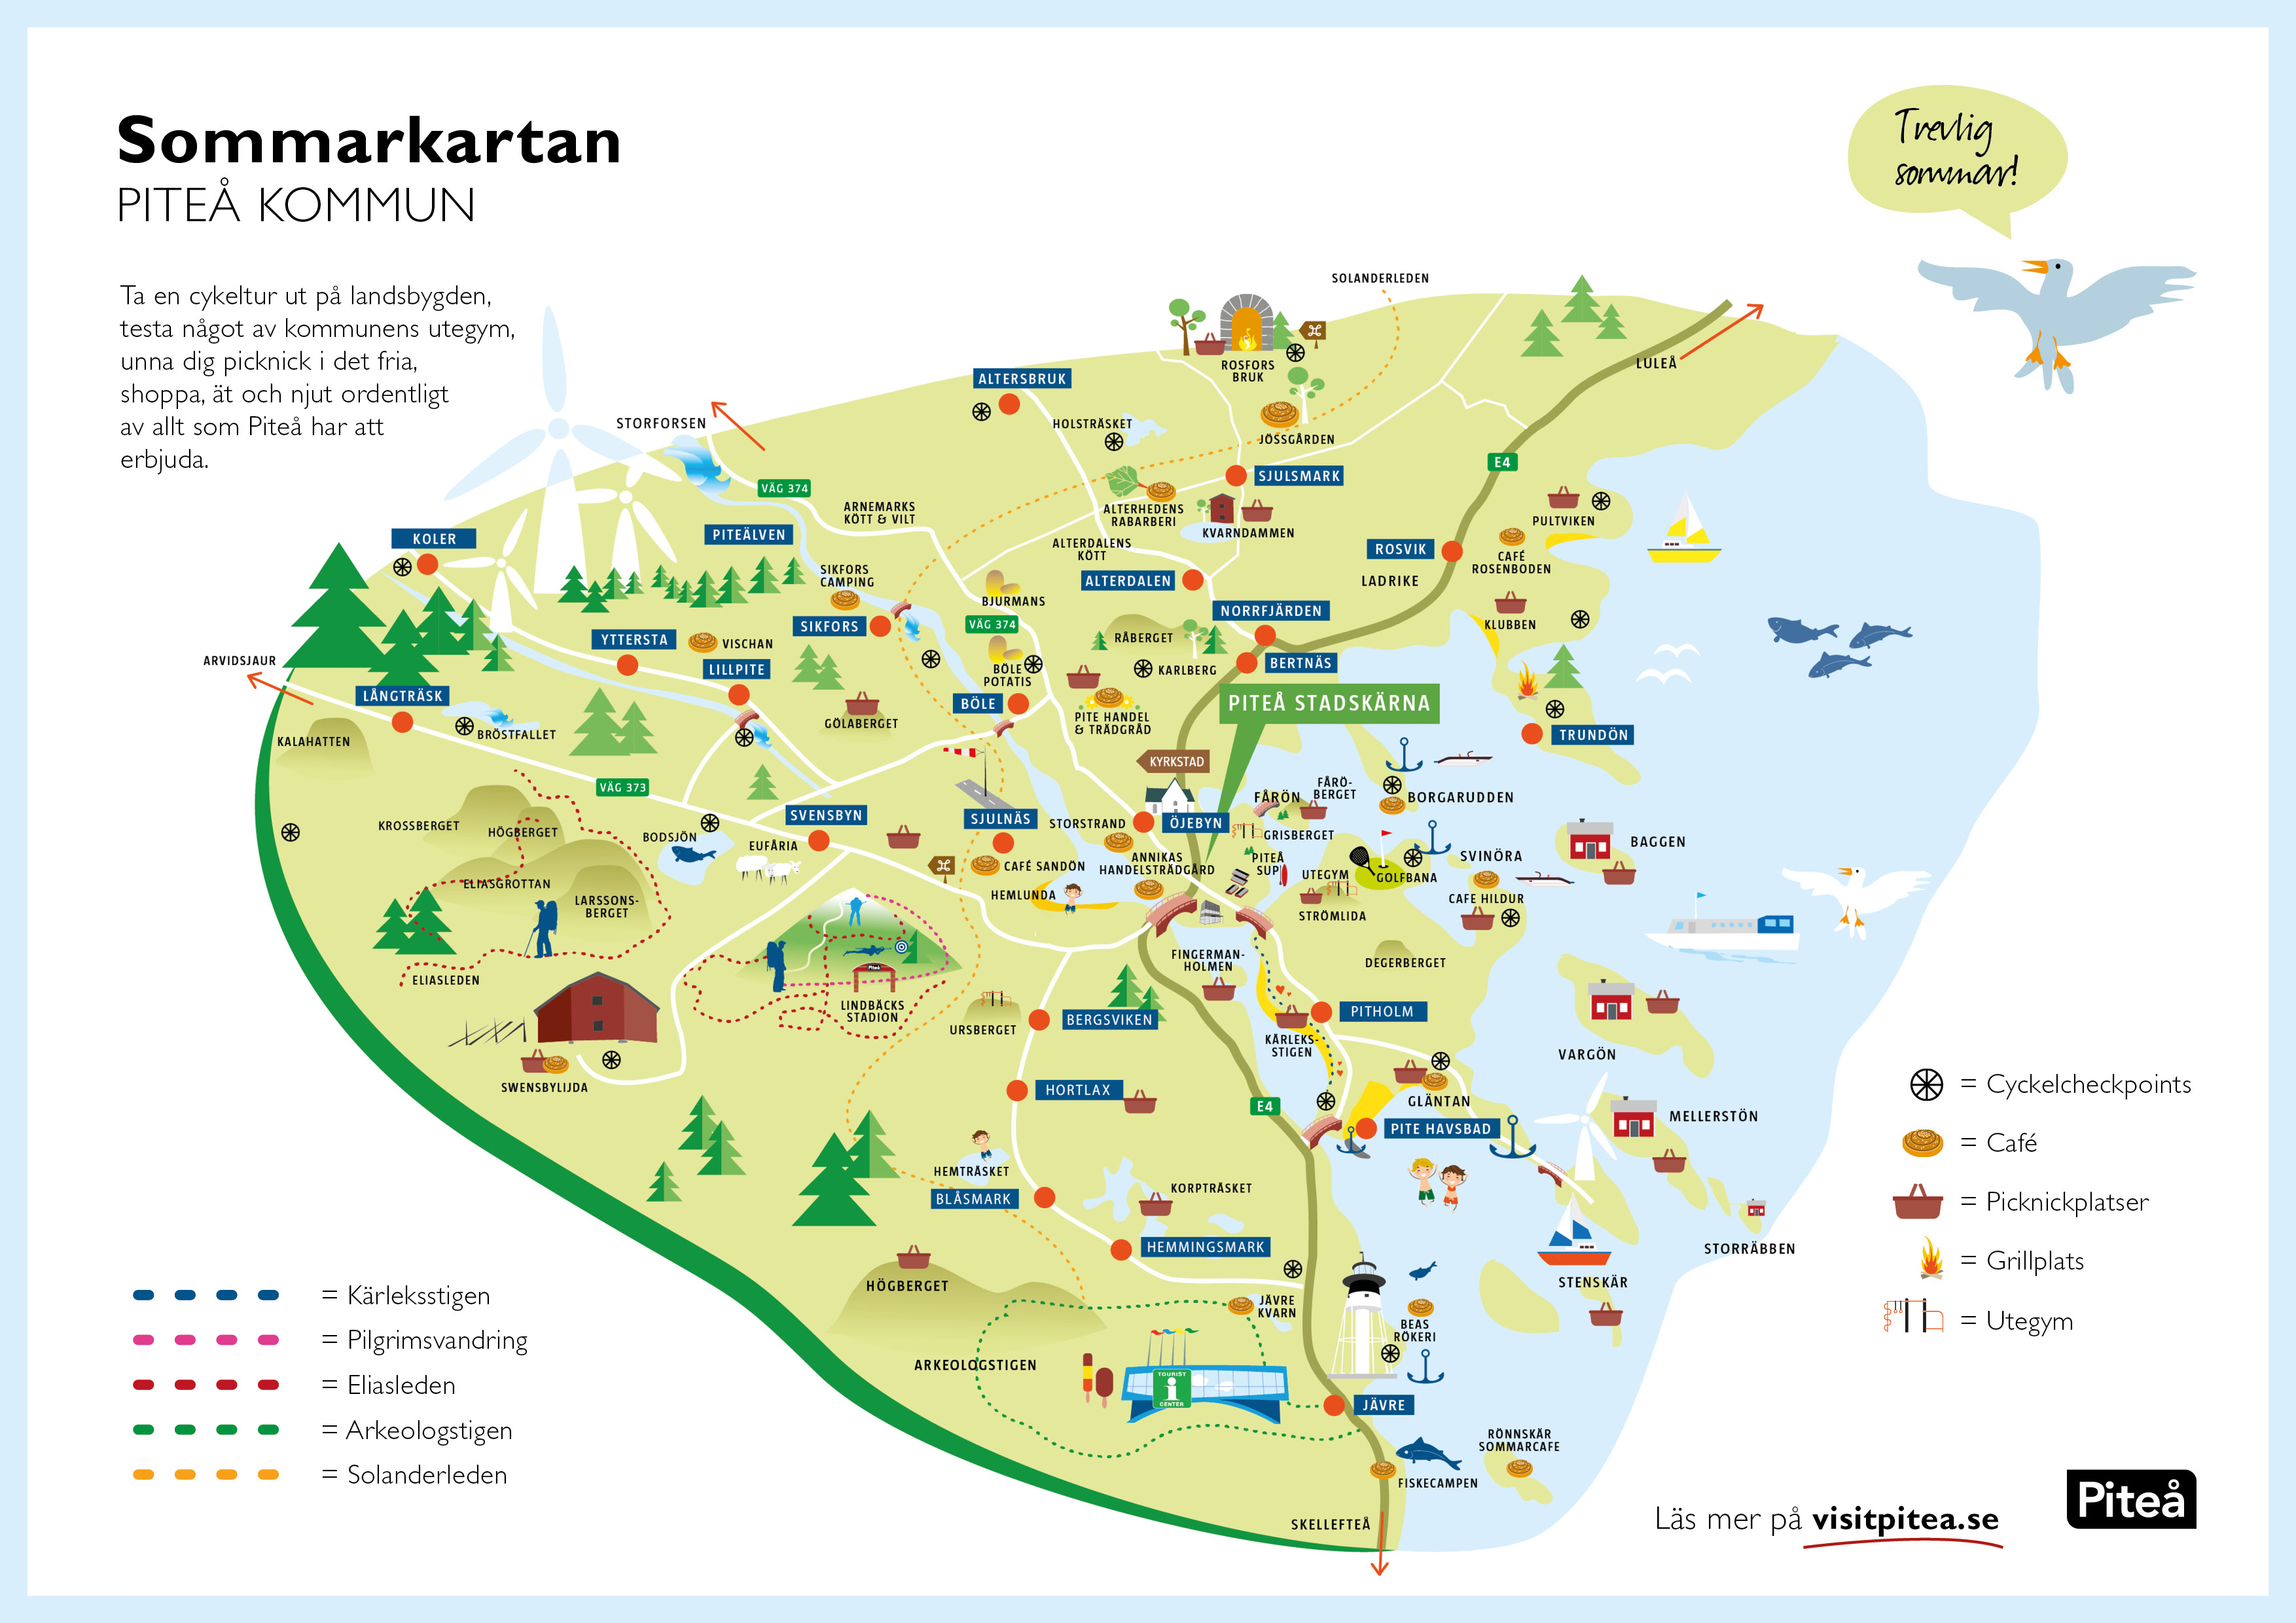 Sommarkartan
PITEÅ KOMMUN
Ta en cykeltur ut på landsbygden,
testa något av kommunens utegym,
unna dig picknick i det fria,
shoppa, ät och njut ordentligt
av allt som Piteå har att
erbjuda.
Trevlig
sommar!
SOLANDERLEDEN
ROSFORS
BRUK
LULEÅ
ALTERSBRUK
STORFORSEN
HOLSTRÄSKET
JÖSSGÅRDEN
E4
SJULSMARK
VÄG 374
ARNEMARKS
KÖTT & VILT
ALTERHEDENS
RABARBERI
KVARNDAMMEN
PULTVIKEN
KOLER
PITEÄLVEN
ALTERDALENS
KÖTT
ROSVIK
CAFÉ
ROSENBODEN
SIKFORS
CAMPING
ALTERDALEN
LADRIKE
BJURMANS
NORRFJÄRDEN
VÄG 374
SIKFORS
KLUBBEN
YTTERSTA
VISCHAN
RÅBERGET
ARVIDSJAUR
LILLPITE
BÖLE
POTATIS
KARLBERG
BERTNÄS
LÅNGTRÄSK
BÖLE
PITEÅ STADSKÄRNA
GÖLABERGET
PITE HANDEL
& TRÄDGRÅD
BRÖSTFALLET
TRUNDÖN
KALAHATTEN
KYRKSTAD
VÄG 373
FÅRÖN
FÅRÖ-
BERGET
BORGARUDDEN
KROSSBERGET
HÖGBERGET
SVENSBYN
SJULNÄS
STORSTRAND
ÖJEBYN
GRISBERGET
BODSJÖN
EUFÅRIA
BAGGEN
CAFÉ SANDÖN
ANNIKAS
HANDELSTRÄDGÅRD
PITEÅ
SUP
UTEGYM
GOLFBANA
SVINÖRA
ELIASGROTTAN
HEMLUNDA
CAFE HILDUR
LARSSONS-
BERGET
STRÖMLIDA
FINGERMAN-
HOLMEN
DEGERBERGET
ELIASLEDEN
Piteå
LINDBÄCKS
STADION
URSBERGET
BERGSVIKEN
PITHOLM
KÄRLEKS-
STIGEN
VARGÖN
SWENSBYLIJDA
HORTLAX
E4
GLÄNTAN
MELLERSTÖN
PITE HAVSBAD
HEMTRÄSKET
BLÅSMARK
KORPTRÄSKET
HEMMINGSMARK
STORRÄBBEN
HÖGBERGET
STENSKÄR
JÄVRE
KVARN
BEAS
RÖKERI
ARKEOLOGSTIGEN
TOURIST
i
CENTER
JÄVRE
RÖNNSKÄR
SOMMARCAFE
FISKECAMPEN
SKELLEFTEÅ
= Cyckelcheckpoints
= Café
= Picknickplatser
= Grillplats
= Utegym
= Kärleksstigen
= Pilgrimsvandring
= Eliasleden
= Arkeologstigen
= Solanderleden
Läs mer på visitpitea.se
Piteå